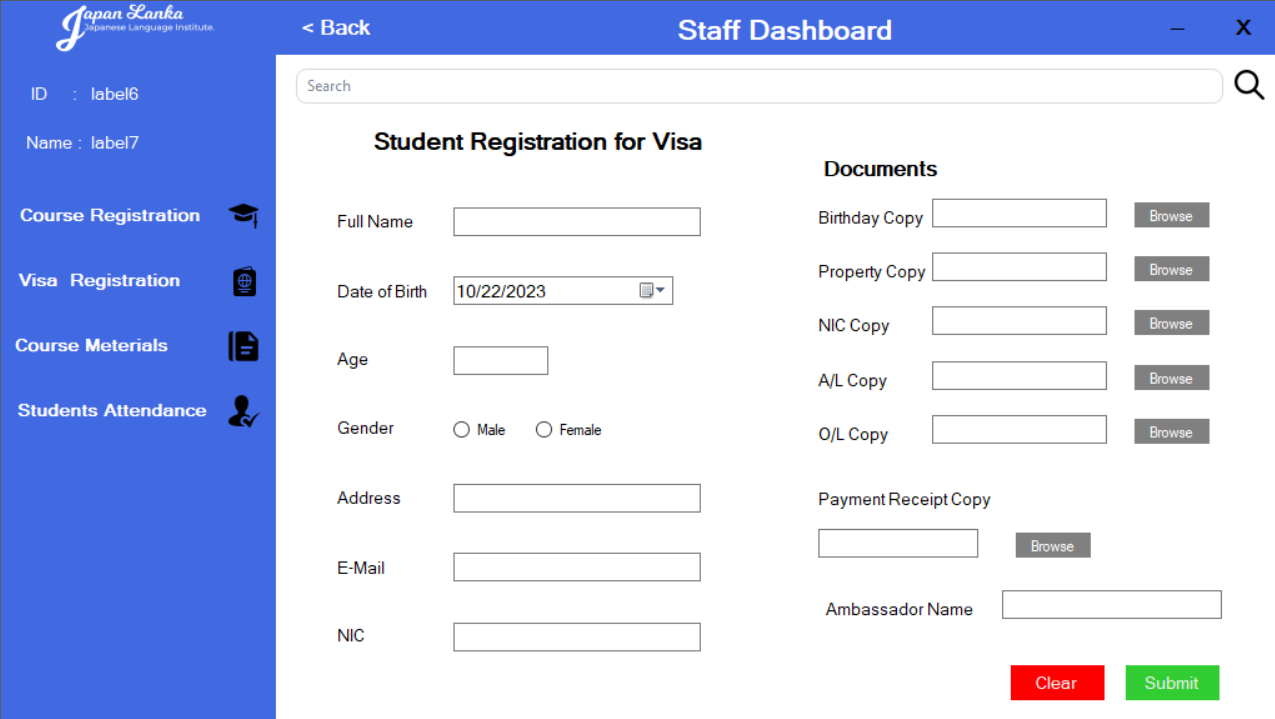 Japan Lanka
Japanese Language Institute.
< Back
Staff Dashboard
X
ID : label6
Name : label7
Course Registration
Visa Registration
Course Meterials
Students Attendance
Search
Student Registration for Visa
Full Name
Date of Birth 10/22/2023
Age
Gender Male Female
Address
E-Mail
NIC
Documents
Birthday Copy Browse
Property Copy Browse
NIC Copy Browse
A/L Copy Browse
O/L Copy Browse
Payment Receipt Copy
Browse
Ambassador Name
Clear Submit